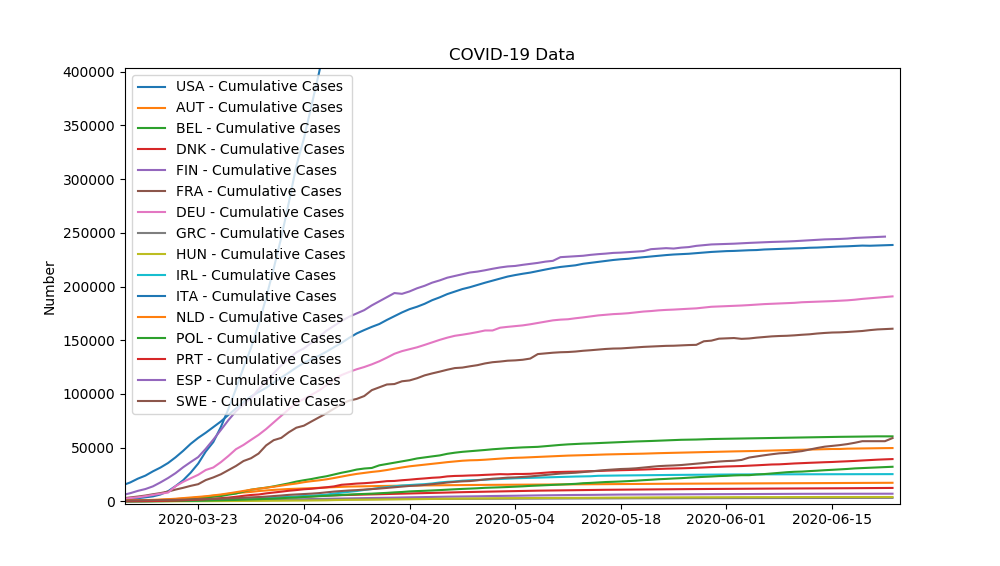 COVID-19 Data
400000
350000
300000
250000
200000
150000
100000
50000
0
Number
USA - Cumulative Cases
AUT - Cumulative Cases
BEL - Cumulative Cases
DNK - Cumulative Cases
FIN - Cumulative Cases
FRA - Cumulative Cases
DEU - Cumulative Cases
GRC - Cumulative Cases
HUN - Cumulative Cases
IRL - Cumulative Cases
ITA - Cumulative Cases
NLD - Cumulative Cases
POL - Cumulative Cases
PRT - Cumulative Cases
ESP - Cumulative Cases
SWE - Cumulative Cases
2020-03-23 2020-04-06 2020-04-20 2020-05-04 2020-05-18 2020-06-01 2020-06-15